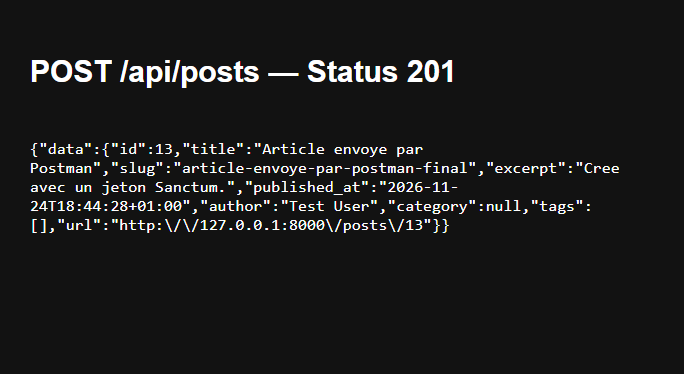 POST /api/posts — Status 201
{"data":{"id":13,"title":"Article envoye par
Postman","slug":"article-envoye-par-postman-final","excerpt":"Cree
avec un jeton Sanctum.","published_at":"2026-11-
24T18:44:28+01:00","author":"Test User","category":null,"tags":
[],"url":"http:\/\/127.0.0.1:8000\/posts\/13"}}